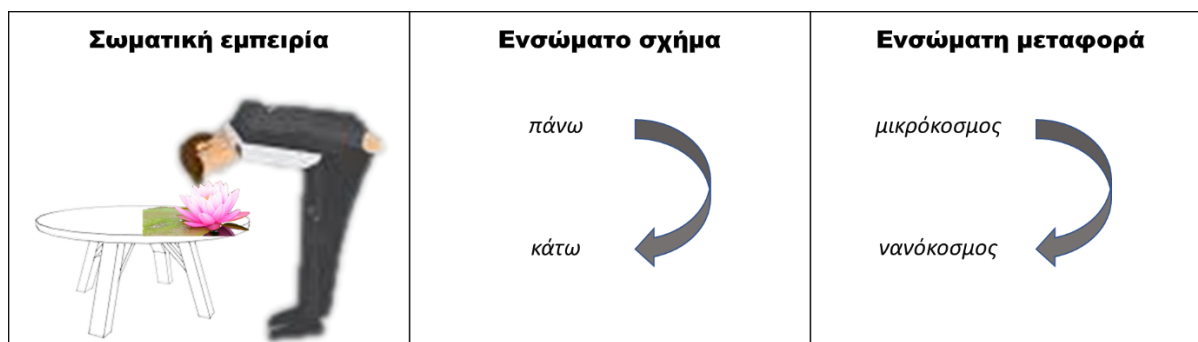 Σωματική εμπειρία
Ενσώματο σχήμα
πάνω
κάτω
Ενσώματη μεταφορά
μικρόκοσμος
νανόκοσμος